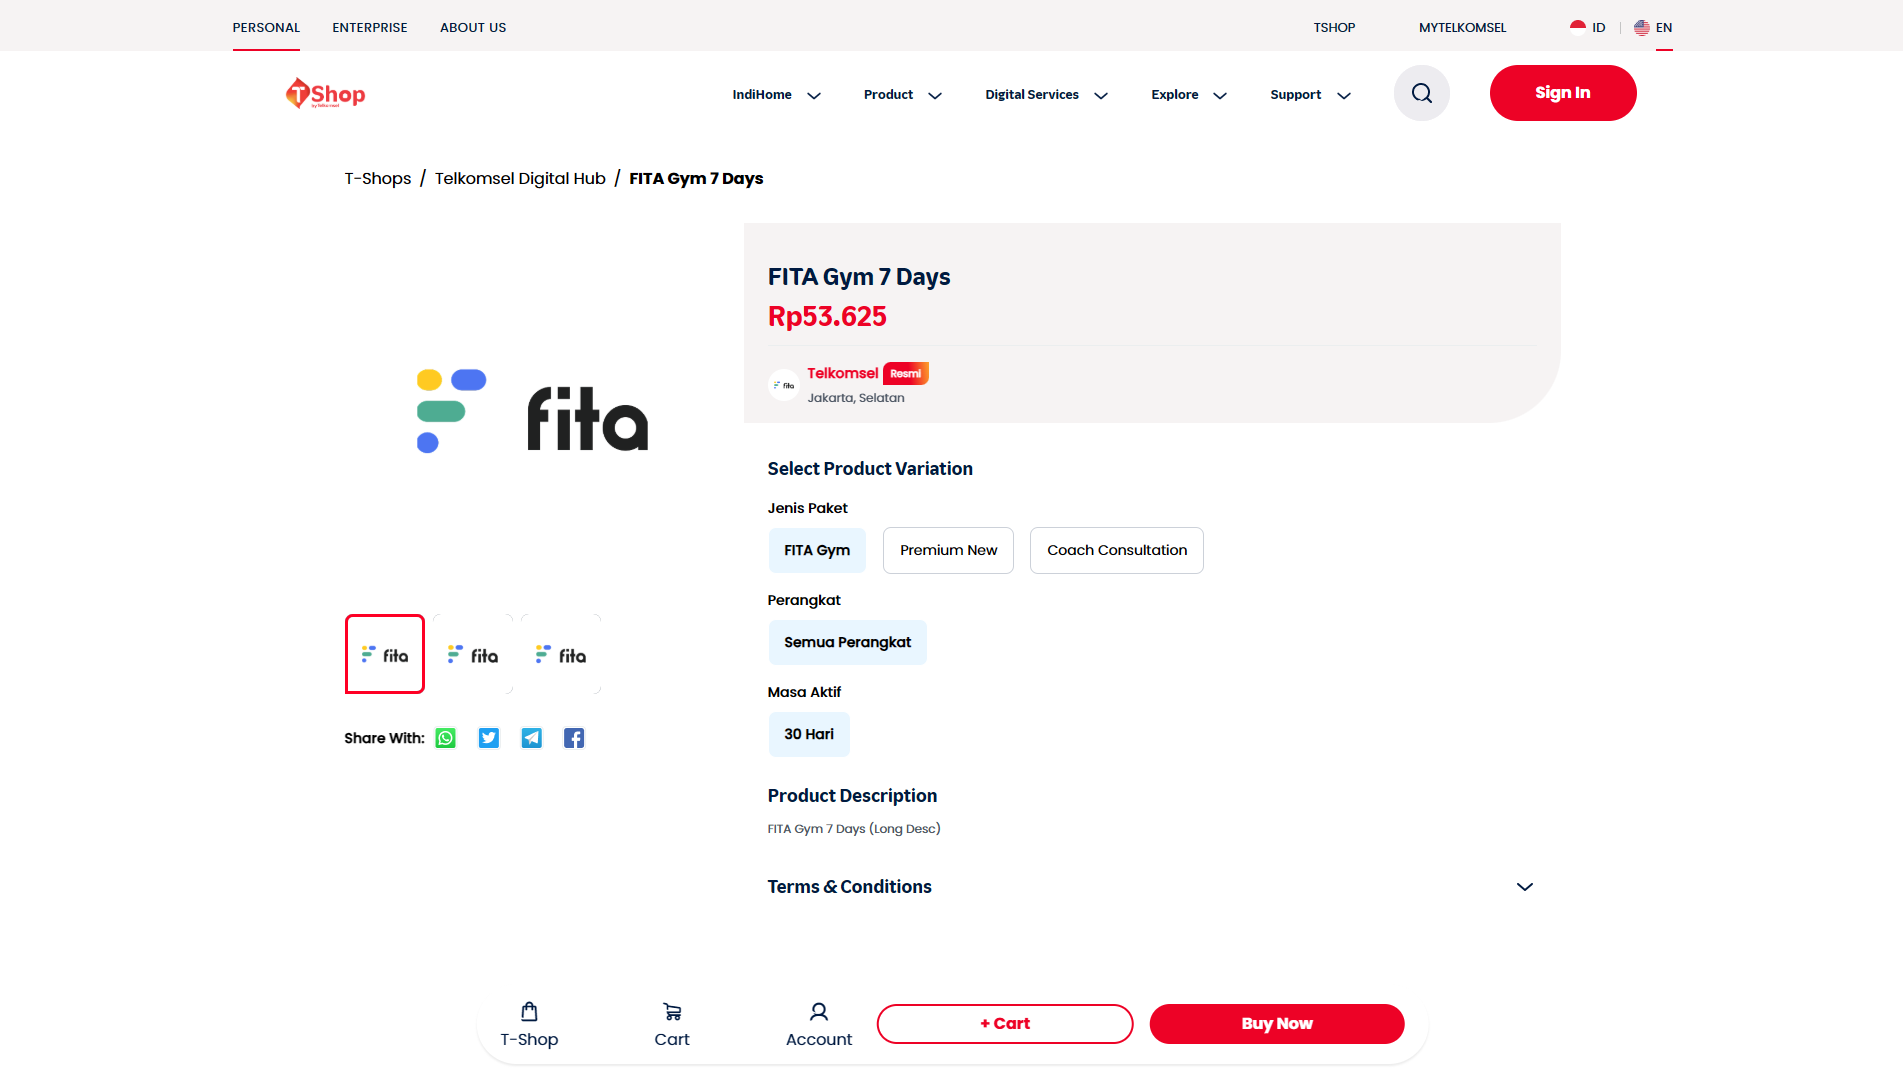 PERSONAL ENTERPRISE ABOUT US TSHOP MYTELKOMSEL ID EN
TShop
by telkomsel
IndiHome Product Digital Services Explore Support Sign In
T-Shops / Telkomsel Digital Hub / FITA Gym 7 Days
FITA Gym 7 Days
Rp53.625
fita Telkomsel Resmi
Jakarta, Selatan
fita
Select Product Variation
Jenis Paket
FITA Gym Premium New Coach Consultation
Perangkat
Semua Perangkat
fita fita fita
Masa Aktif
30 Hari
Share With:
Product Description
FITA Gym 7 Days (Long Desc)
Terms & Conditions
T-Shop Cart Account + Cart Buy Now